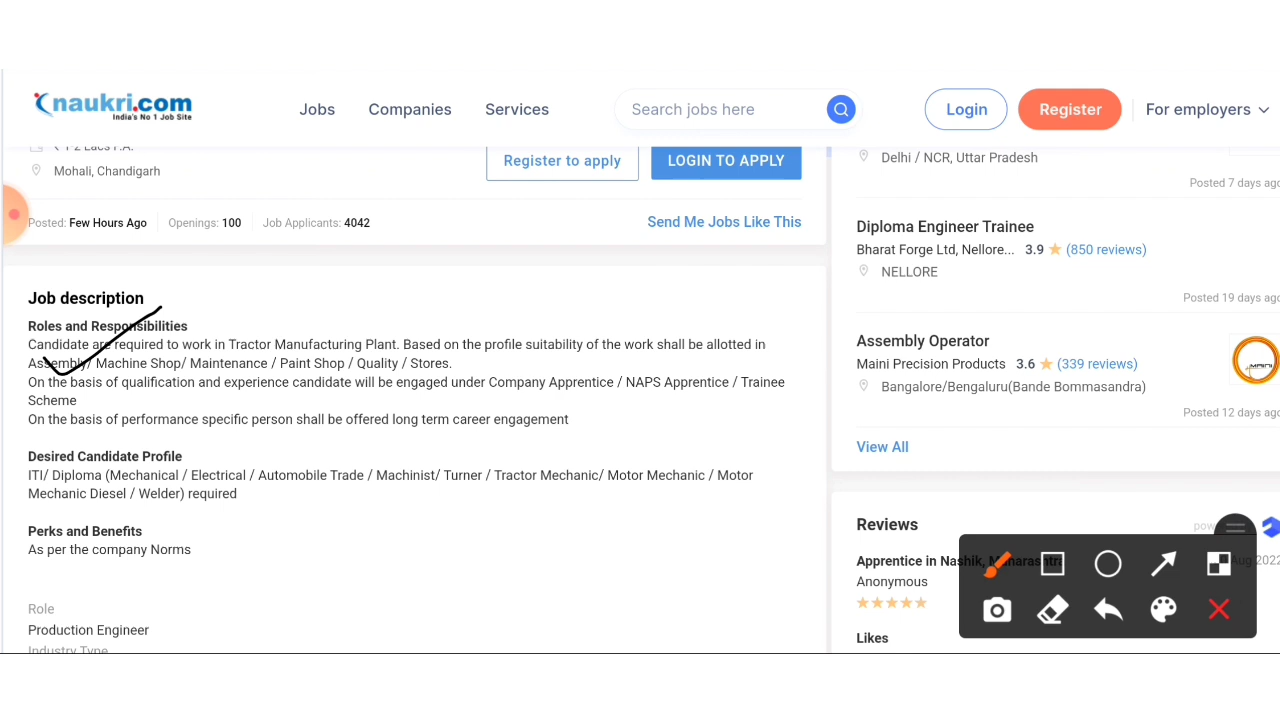 naukri.com
India's No 1 Job Site
Jobs
Companies
Services
Search jobs here
Login
Register
For employers
₹ 1-2 Lacs P.A.
Mohali, Chandigarh
Register to apply
LOGIN TO APPLY
Posted: Few Hours Ago
Openings: 100
Job Applicants: 4042
Send Me Jobs Like This
Job description
Roles and Responsibilities
Candidate are required to work in Tractor Manufacturing Plant. Based on the profile suitability of the work shall be allotted in
Assembly/ Machine Shop/ Maintenance / Paint Shop / Quality / Stores.
On the basis of qualification and experience candidate will be engaged under Company Apprentice / NAPS Apprentice / Trainee
Scheme
On the basis of performance specific person shall be offered long term career engagement
Desired Candidate Profile
ITI/ Diploma (Mechanical / Electrical / Automobile Trade / Machinist/ Turner / Tractor Mechanic/ Motor Mechanic / Motor
Mechanic Diesel / Welder) required
Perks and Benefits
As per the company Norms
Role
Production Engineer
Industry Type
Delhi / NCR, Uttar Pradesh
Posted 7 days ago
Diploma Engineer Trainee
Bharat Forge Ltd, Nellore... 3.9 ★ (850 reviews)
NELLORE
Posted 19 days ago
Assembly Operator
Maini Precision Products 3.6 ★ (339 reviews)
MAINI
Bangalore/Bengaluru(Bande Bommasandra)
Posted 12 days ago
View All
Reviews
Apprentice in Nashik, Maharashtra
Aug 2022
Anonymous
★★★★★
Likes